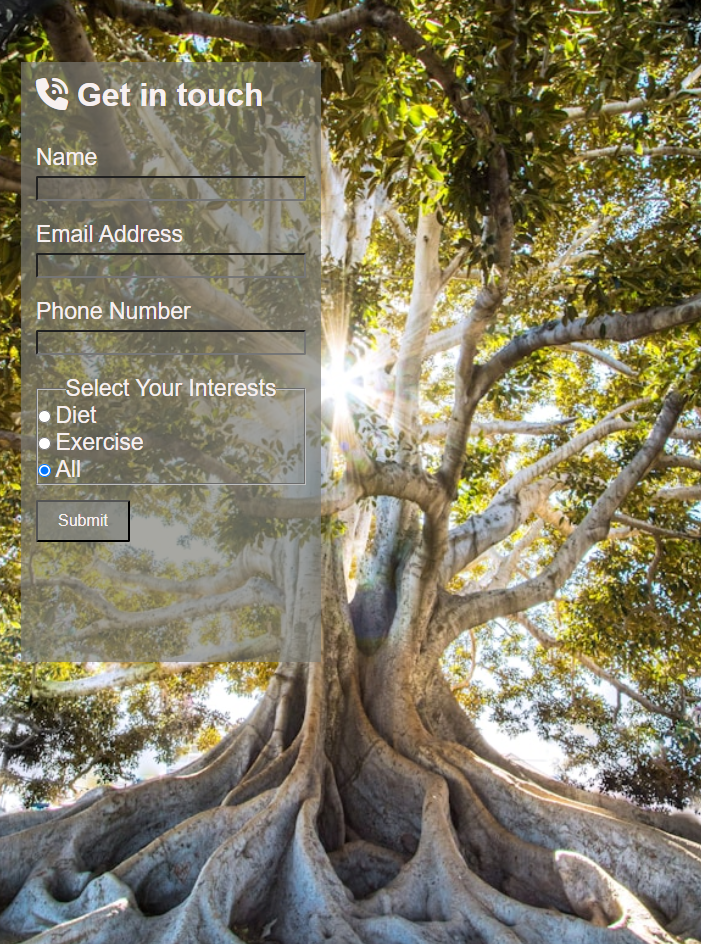 Get in touch
Name
Email Address
Phone Number
Select Your Interests
Diet
Exercise
All
Submit